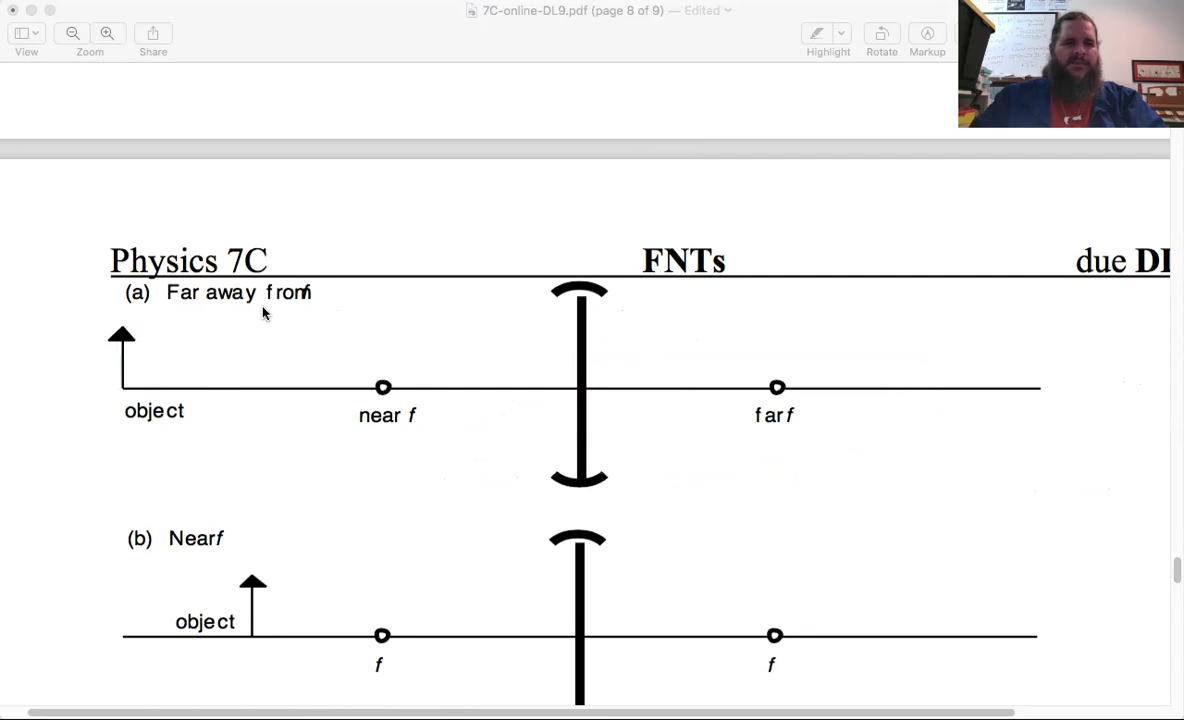 7C-online-DL9.pdf (page 8 of 9) — Edited
View
Zoom
Share
Highlight
Rotate
Markup
Physics 7C FNTs due
(a) Far away from f
object
near f
far f
(b) Near f
object
f
f